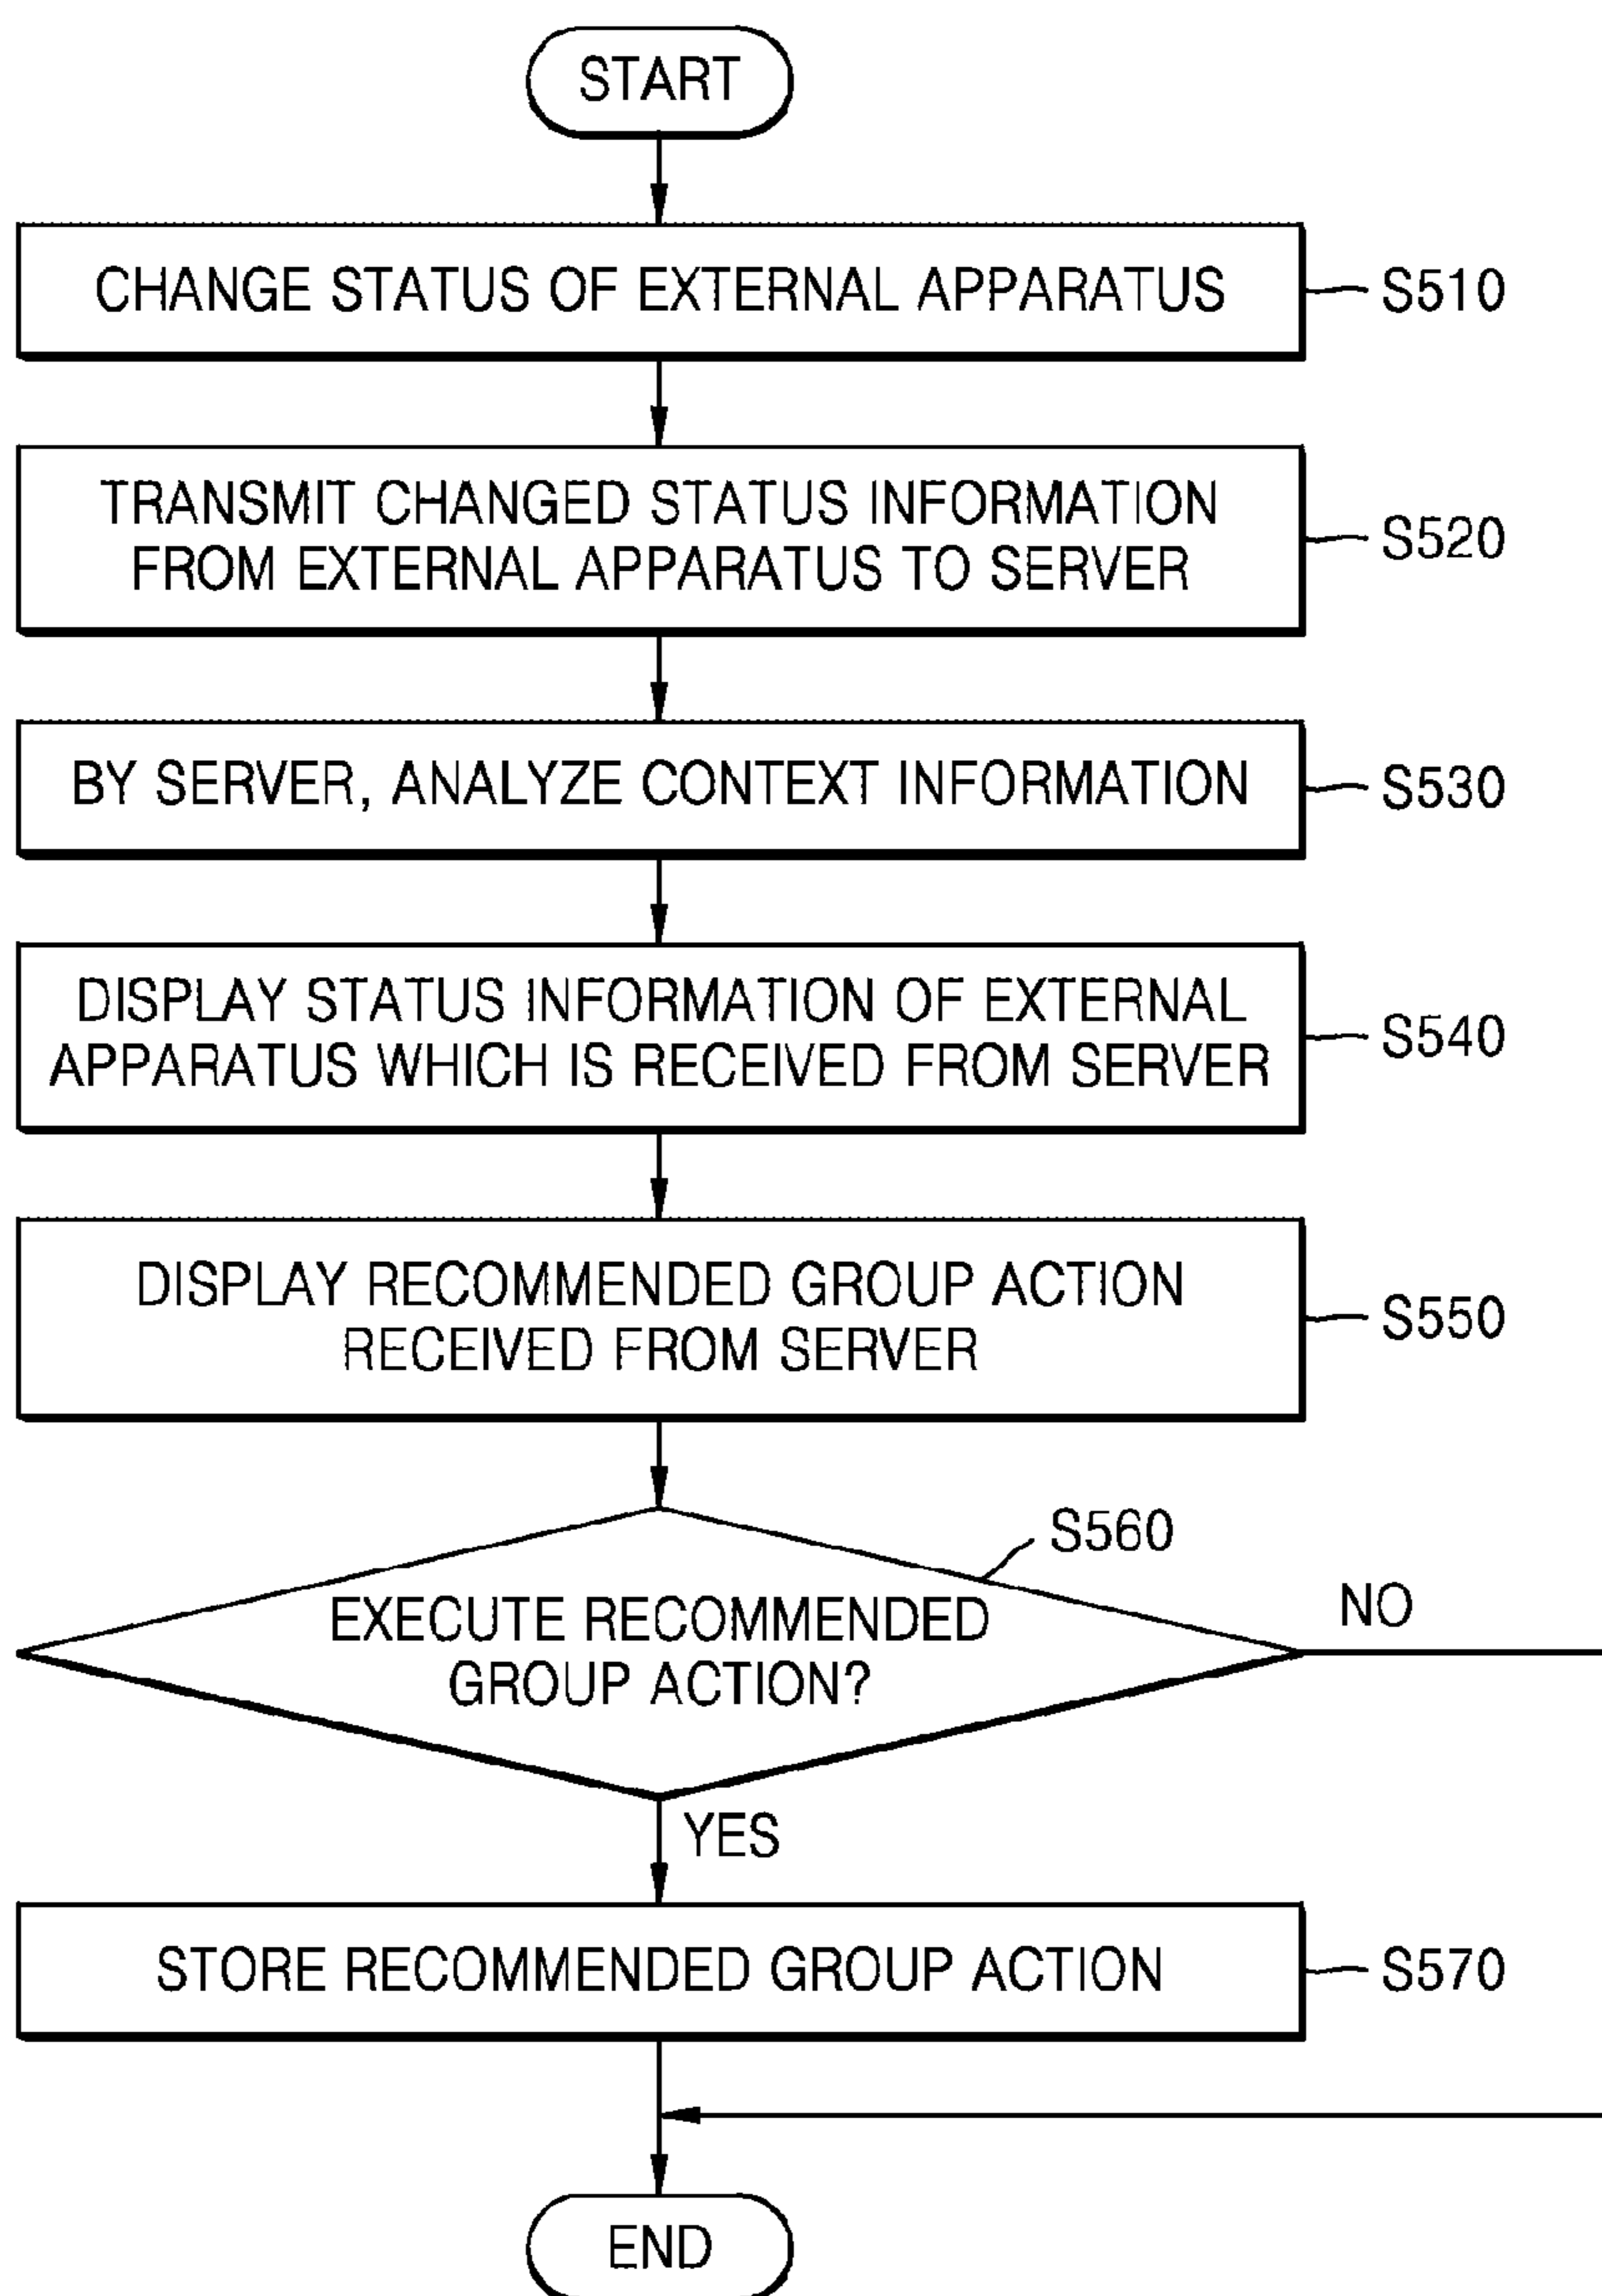 START
CHANGE STATUS OF EXTERNAL APPARATUS
S510
TRANSMIT CHANGED STATUS INFORMATION
FROM EXTERNAL APPARATUS TO SERVER
S520
BY SERVER, ANALYZE CONTEXT INFORMATION
S530
DISPLAY STATUS INFORMATION OF EXTERNAL
APPARATUS WHICH IS RECEIVED FROM SERVER
S540
DISPLAY RECOMMENDED GROUP ACTION
RECEIVED FROM SERVER
S550
S560
EXECUTE RECOMMENDED
GROUP ACTION?
NO
YES
STORE RECOMMENDED GROUP ACTION
S570
END